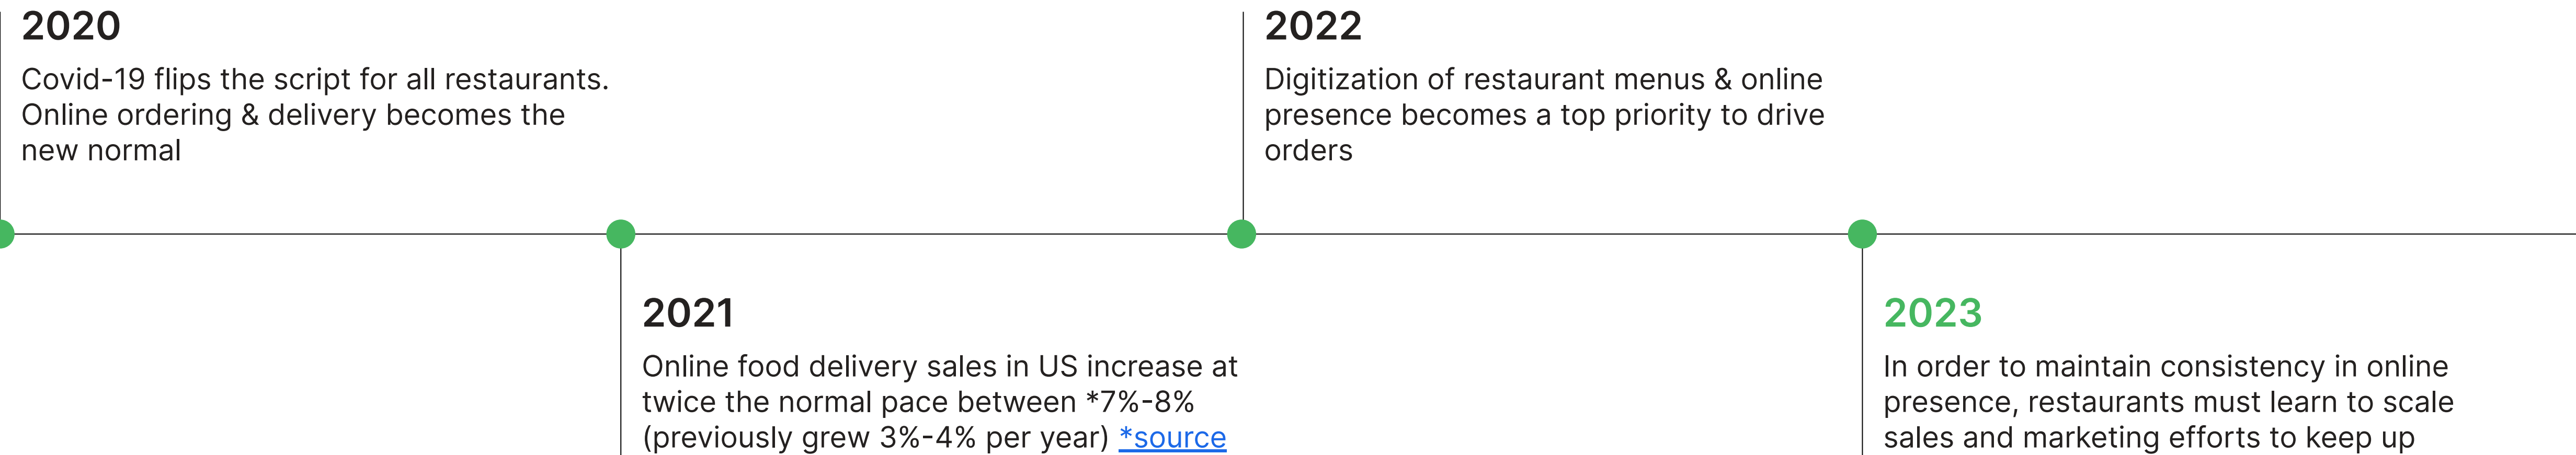 2020
Covid-19 flips the script for all restaurants.
Online ordering & delivery becomes the
new normal
2021
Online food delivery sales in US increase at
twice the normal pace between *7%-8%
(previously grew 3%-4% per year) *source
2022
Digitization of restaurant menus & online
presence becomes a top priority to drive
orders
2023
In order to maintain consistency in online
presence, restaurants must learn to scale
sales and marketing efforts to keep up